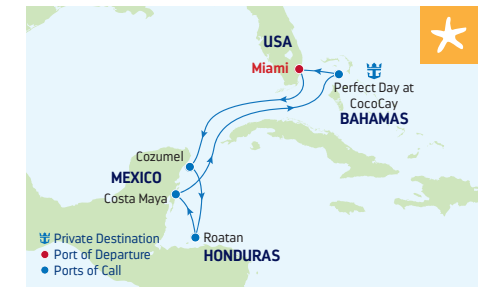 USA
Miami
Perfect Day at
CocoCay
BAHAMAS
Cozumel
MEXICO
Costa Maya
Roatan
HONDURAS
Private Destination
Port of Departure
Ports of Call